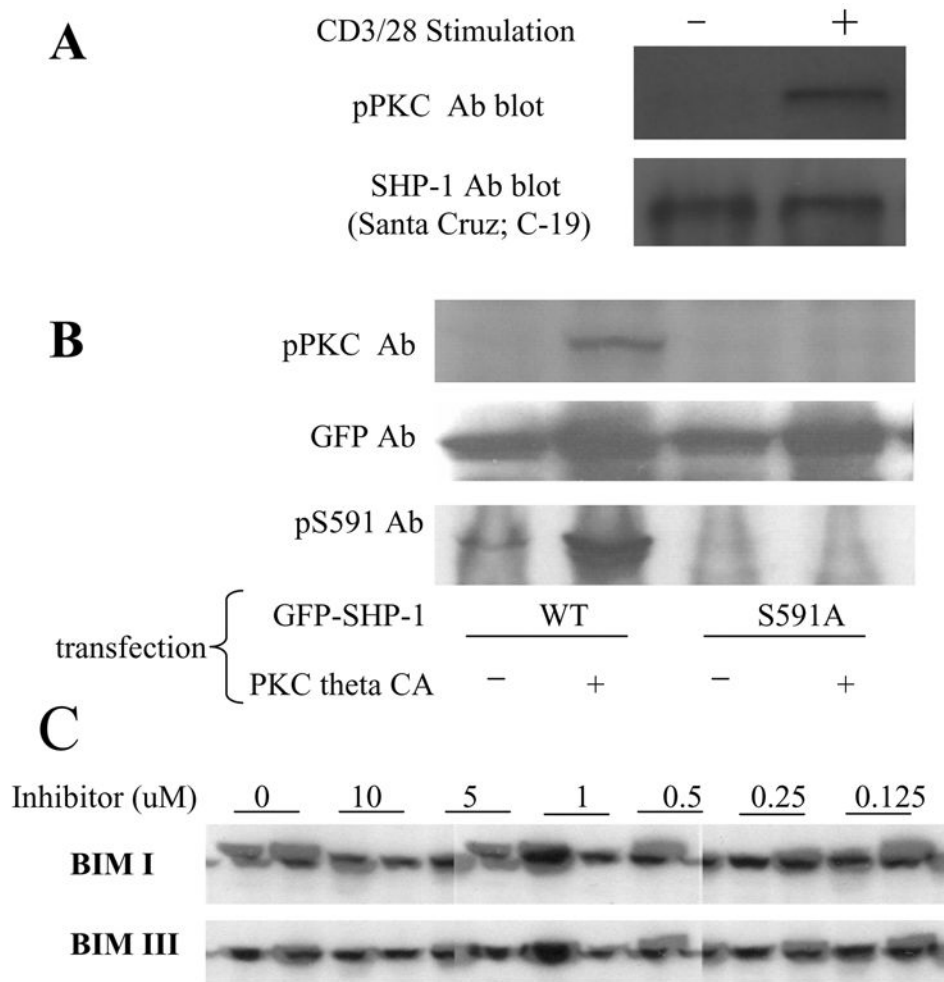 A
CD3/28 Stimulation − +
pPKC Ab blot
SHP-1 Ab blot
(Santa Cruz; C-19)
B
pPKC Ab
GFP Ab
pS591 Ab
transfection
GFP-SHP-1 WT S591A
PKC theta CA − + − +
C
Inhibitor (uM) 0 10 5 1 0.5 0.25 0.125
BIM I
BIM III